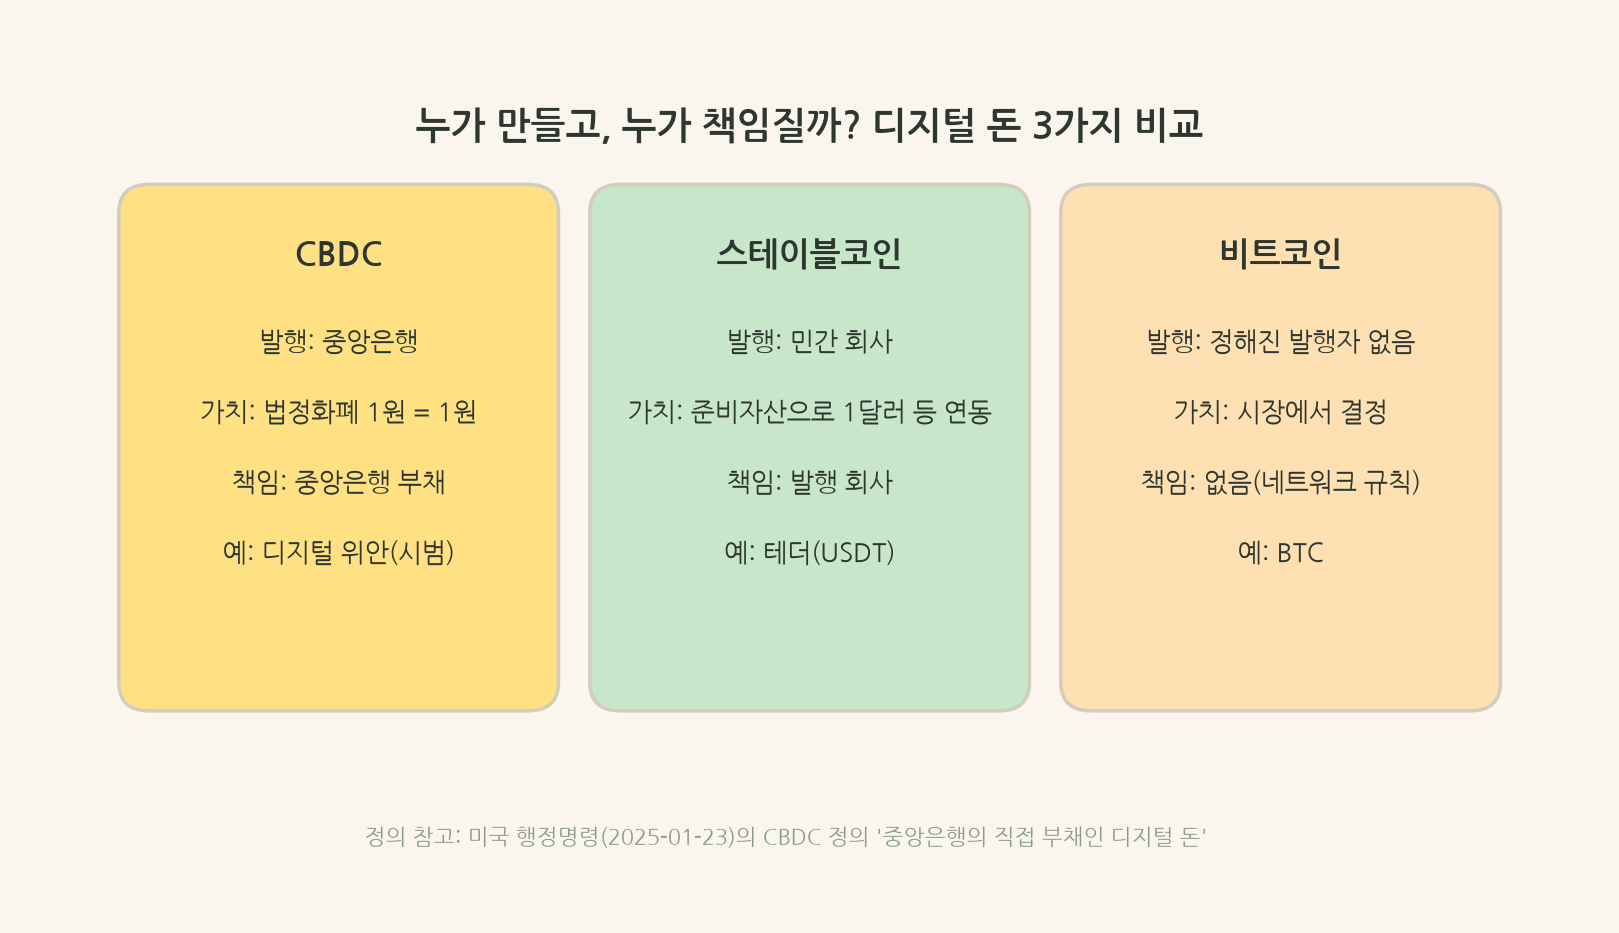 누가 만들고, 누가 책임질까? 디지털 돈 3가지 비교
CBDC
발행: 중앙은행
가치: 법정화폐 1원 = 1원
책임: 중앙은행 부채
예: 디지털 위안(시범)
스테이블코인
발행: 민간 회사
가치: 준비자산으로 1달러 등 연동
책임: 발행 회사
예: 테더(USDT)
비트코인
발행: 정해진 발행자 없음
가치: 시장에서 결정
책임: 없음(네트워크 규칙)
예: BTC
정의 참고: 미국 행정명령(2025-01-23)의 CBDC 정의 '중앙은행의 직접 부채인 디지털 돈'